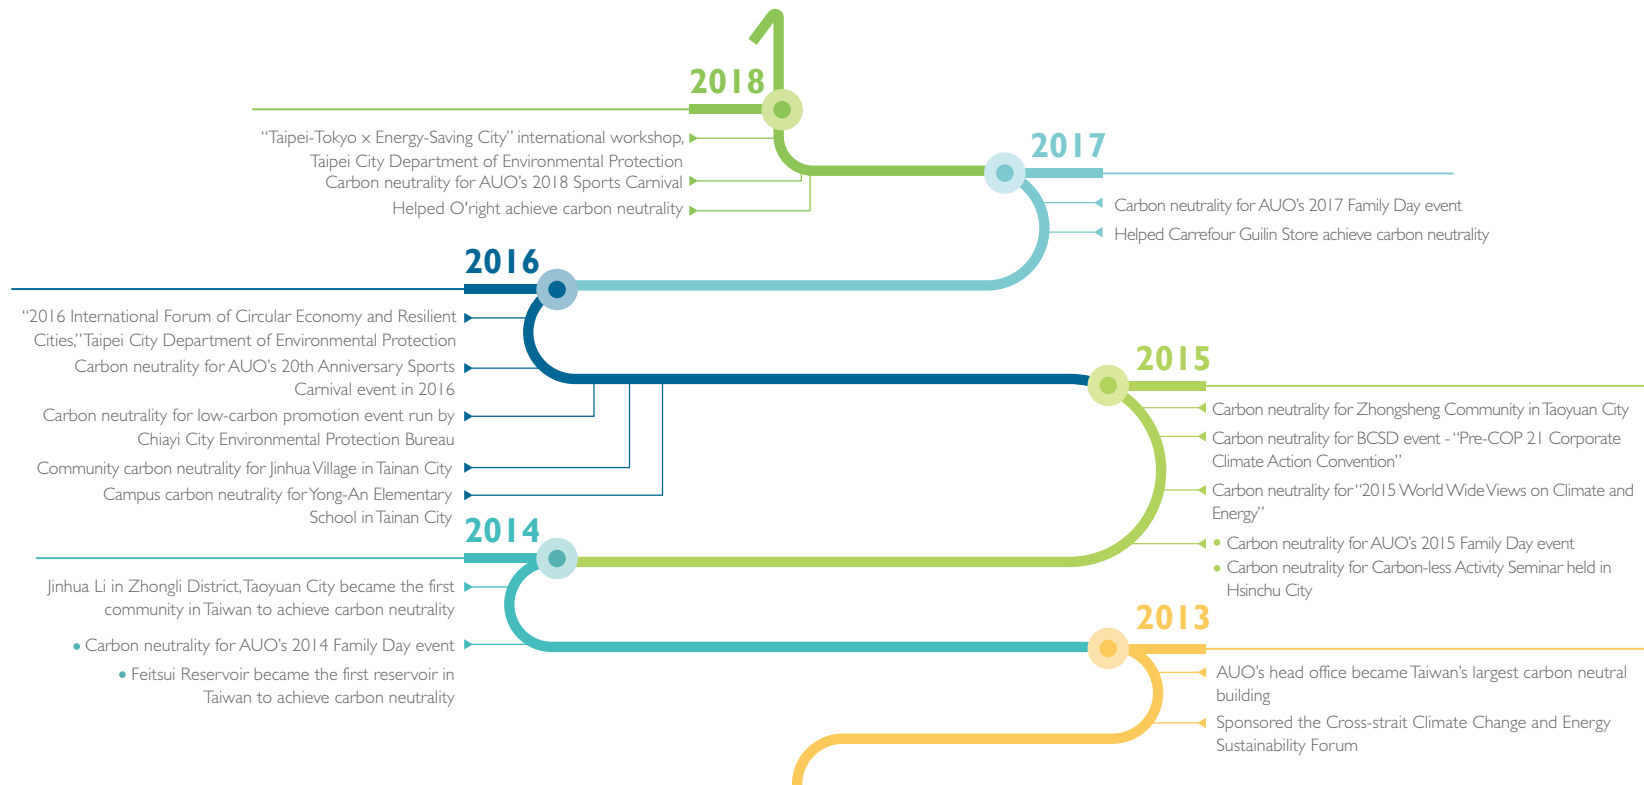 2018
“Taipei-Tokyo x Energy-Saving City” international workshop,
Taipei City Department of Environmental Protection
Carbon neutrality for AUO’s 2018 Sports Carnival
Helped O'right achieve carbon neutrality
2017
Carbon neutrality for AUO’s 2017 Family Day event
Helped Carrefour Guilin Store achieve carbon neutrality
2016
“2016 International Forum of Circular Economy and Resilient
Cities,” Taipei City Department of Environmental Protection
Carbon neutrality for AUO’s 20th Anniversary Sports
Carnival event in 2016
Carbon neutrality for low-carbon promotion event run by
Chiayi City Environmental Protection Bureau
Community carbon neutrality for Jinhua Village in Tainan City
Campus carbon neutrality for Yong-An Elementary
School in Tainan City
2015
Carbon neutrality for Zhongsheng Community in Taoyuan City
Carbon neutrality for BCSD event - “Pre-COP 21 Corporate
Climate Action Convention”
Carbon neutrality for “2015 World Wide Views on Climate and
Energy”
• Carbon neutrality for AUO’s 2015 Family Day event
• Carbon neutrality for Carbon-less Activity Seminar held in
Hsinchu City
2014
Jinhua Li in Zhongli District, Taoyuan City became the first
community in Taiwan to achieve carbon neutrality
• Carbon neutrality for AUO’s 2014 Family Day event
• Feitsui Reservoir became the first reservoir in
Taiwan to achieve carbon neutrality
2013
AUO’s head office became Taiwan’s largest carbon neutral
building
Sponsored the Cross-strait Climate Change and Energy
Sustainability Forum